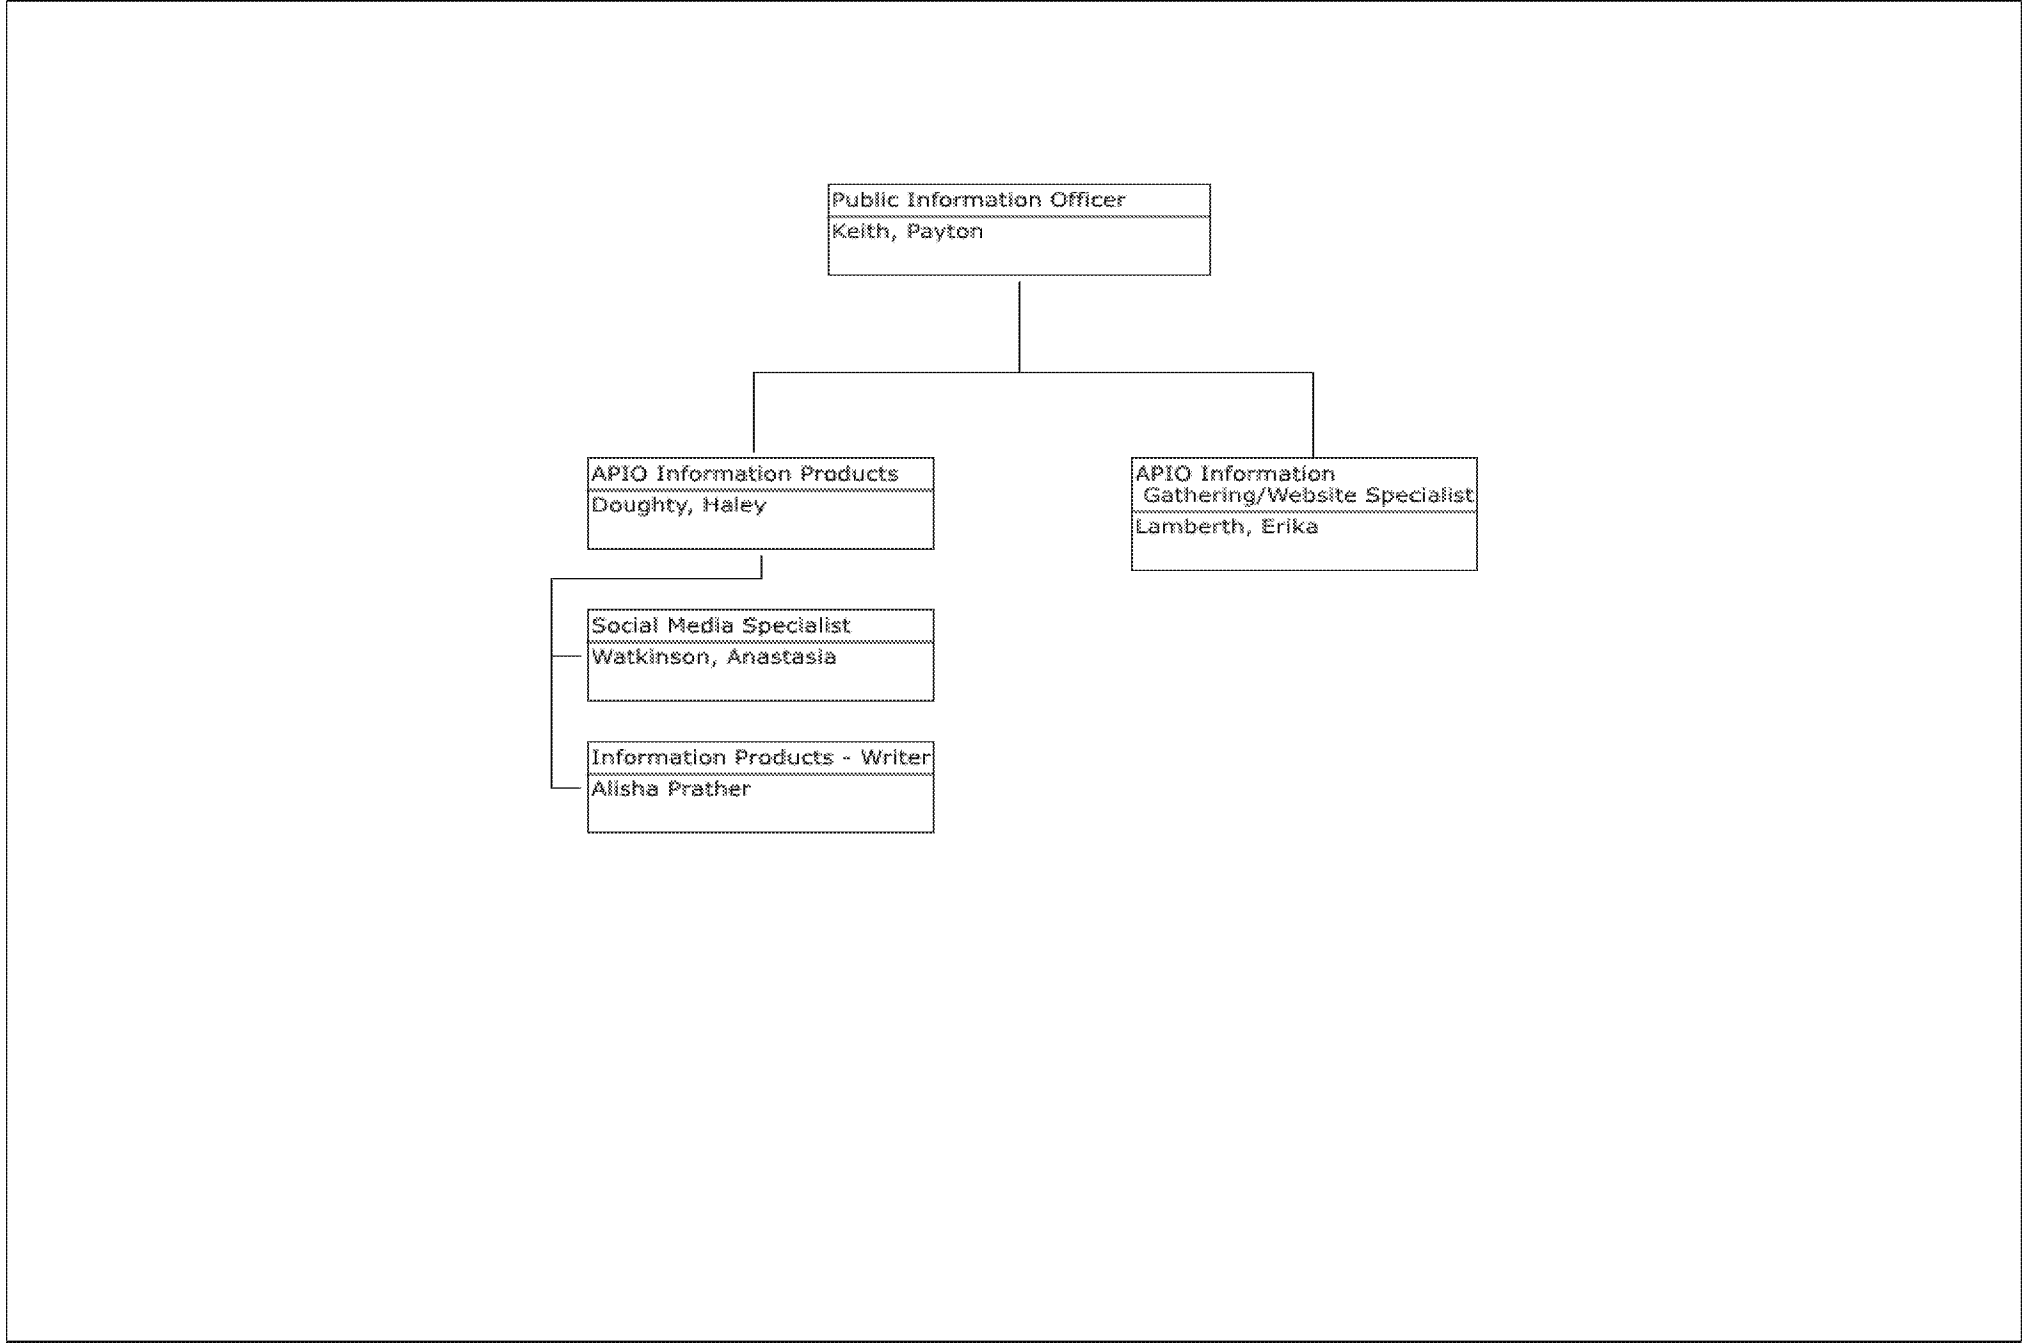 Public Information Officer
Keith, Payton
APIO Information Products
Doughty, Haley
APIO Information
Gathering/Website Specialist
Lamberth, Erika
Social Media Specialist
Watkinson, Anastasia
Information Products - Writer
Alisha Prather